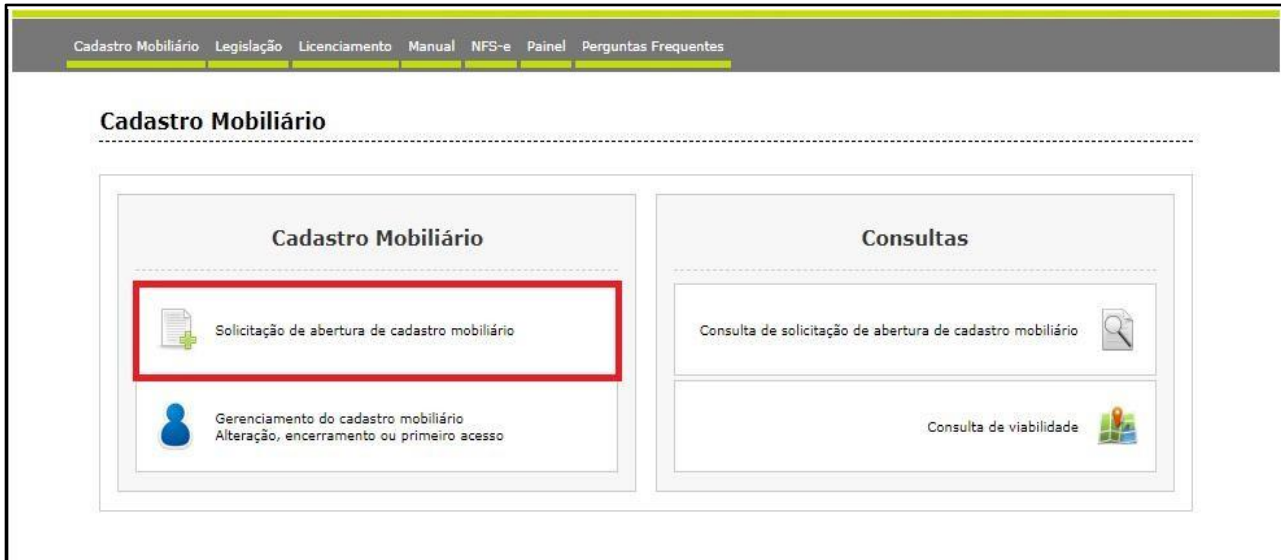 Cadastro Mobiliário Legislação Licenciamento Manual NFS-e Painel Perguntas Frequentes
Cadastro Mobiliário
Cadastro Mobiliário
Solicitação de abertura de cadastro mobiliário
Gerenciamento do cadastro mobiliário
Alteração, encerramento ou primeiro acesso
Consultas
Consulta de solicitação de abertura de cadastro mobiliário
Consulta de viabilidade